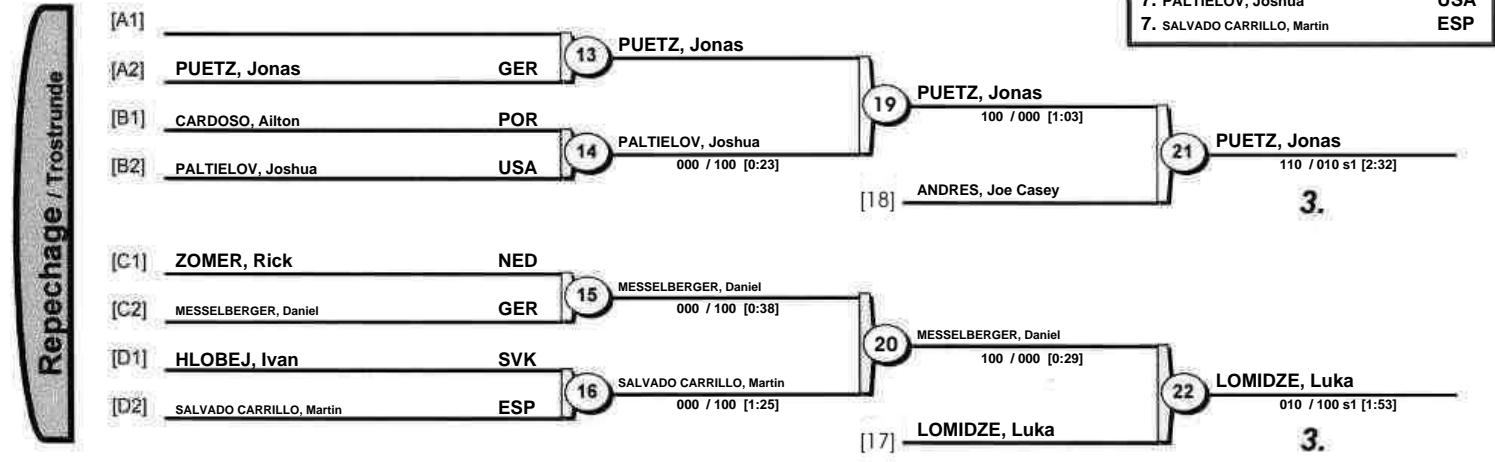 7. PALTIELOV, Joshua USA
7. SALVADO CARRILLO, Martin ESP
Repechage / Trostrunde
[A1]
[A2] PUETZ, Jonas GER
13 PUETZ, Jonas
[B1] CARDOSO, Ailton POR
[B2] PALTIELOV, Joshua USA
14 PALTIELOV, Joshua
000 / 100 [0:23]
19 PUETZ, Jonas
100 / 000 [1:03]
[18] ANDRES, Joe Casey
21 PUETZ, Jonas
110 / 010 s1 [2:32]
3.
[C1] ZOMER, Rick NED
[C2] MESSELBERGER, Daniel GER
15 MESSELBERGER, Daniel
000 / 100 [0:38]
[D1] HLOBEJ, Ivan SVK
[D2] SALVADO CARRILLO, Martin ESP
16 SALVADO CARRILLO, Martin
000 / 100 [1:25]
20 MESSELBERGER, Daniel
100 / 000 [0:29]
[17] LOMIDZE, Luka
22 LOMIDZE, Luka
010 / 100 s1 [1:53]
3.